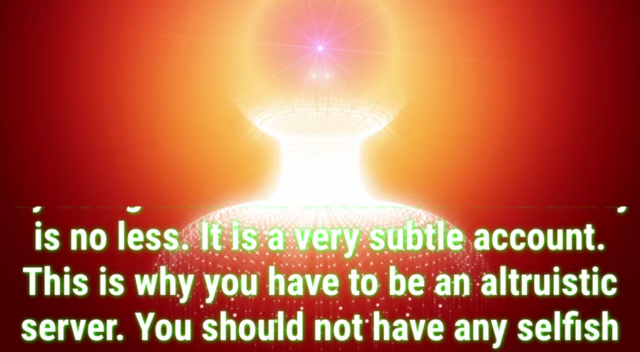 is no less. It is a very subtle account.
This is why you have to be an altruistic
server. You should not have any selfish